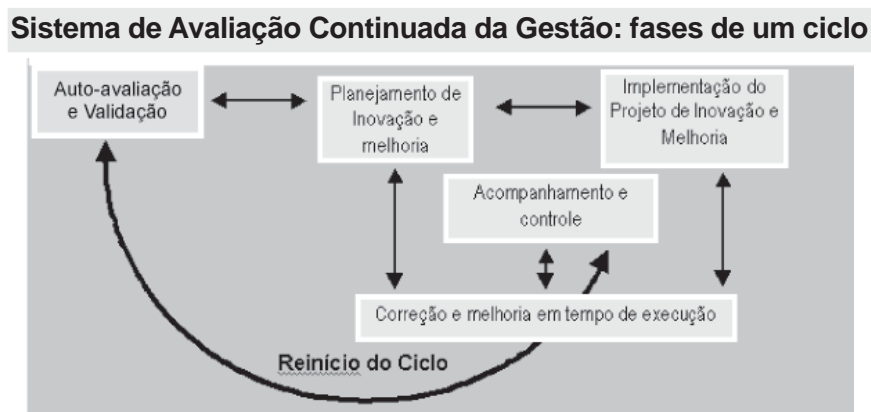 Sistema de Avaliação Continuada da Gestão: fases de um ciclo
Auto-avaliação
e Validação
Planejamento de
Inovação e
melhoria
Implementação do
Projeto de Inovação e
Melhoria
Acompanhamento e
controle
Correção e melhoria em tempo de execução
Reinício do Ciclo